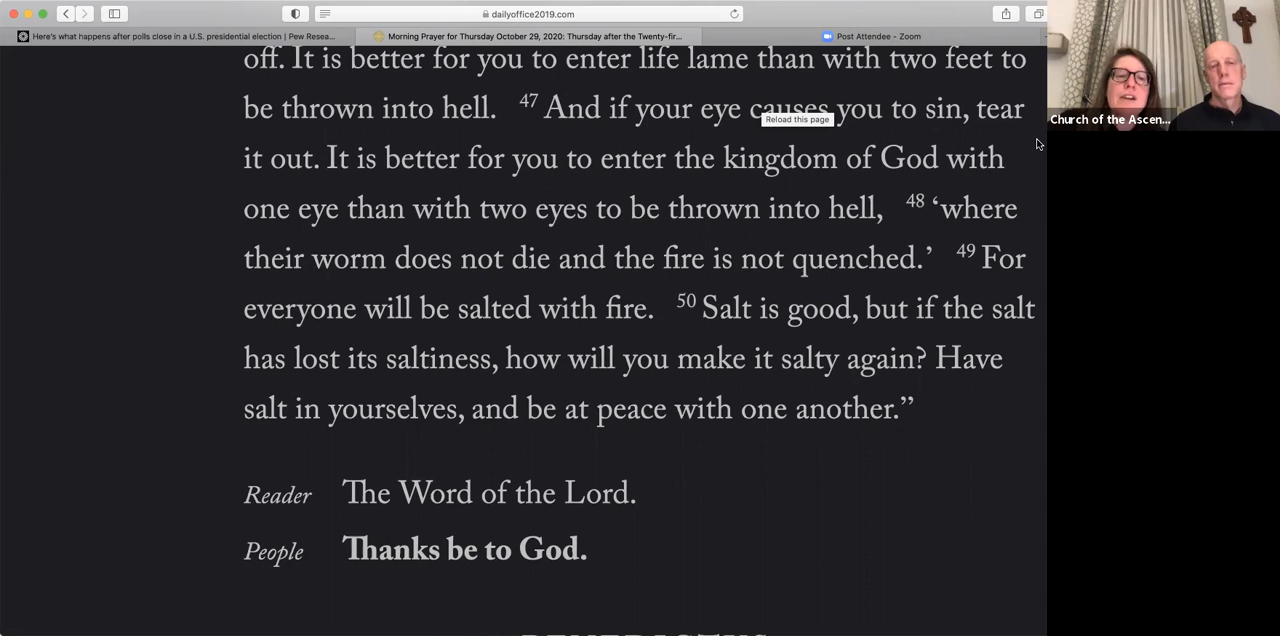 dailyoffice2019.com
Here's what happens after polls close in a U.S. presidential election | Pew Resea...
Morning Prayer for Thursday October 29, 2020: Thursday after the Twenty-fir...
Post Attendee - Zoom
off. It is better for you to enter life lame than with two feet to
be thrown into hell. 47 And if your eye causes you to sin, tear
Reload this page
it out. It is better for you to enter the kingdom of God with
one eye than with two eyes to be thrown into hell, 48 ‘where
their worm does not die and the fire is not quenched.’ 49 For
everyone will be salted with fire. 50 Salt is good, but if the salt
has lost its saltiness, how will you make it salty again? Have
salt in yourselves, and be at peace with one another.”
Reader The Word of the Lord.
People Thanks be to God.
Church of the Ascen...